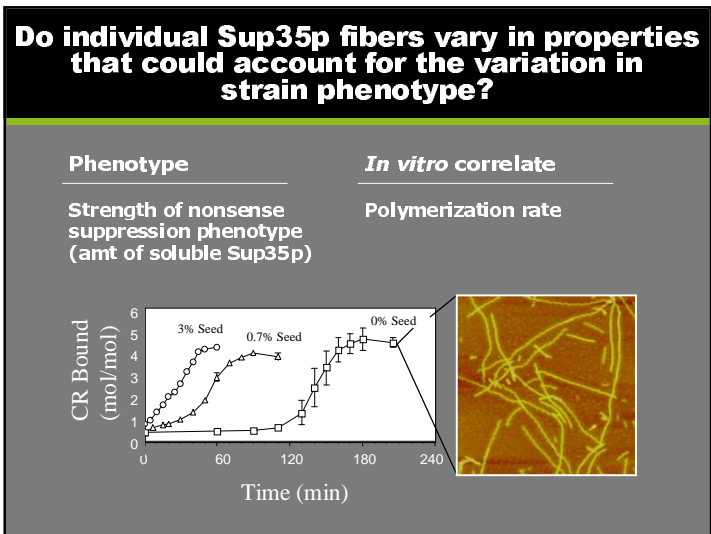 Do individual Sup35p fibers vary in properties
that could account for the variation in
strain phenotype?
Phenotype
In vitro correlate
Strength of nonsense
suppression phenotype
(amt of soluble Sup35p)
Polymerization rate
CR Bound
(mol/mol)
6
5
4
3
2
1
0
3% Seed
0.7% Seed
0% Seed
0
60
120
180
240
Time (min)